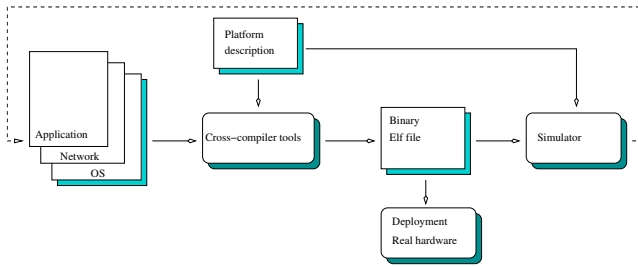 Platform
description
Application
Network
OS
Cross-compiler tools
Binary
Elf file
Simulator
Deployment
Real hardware